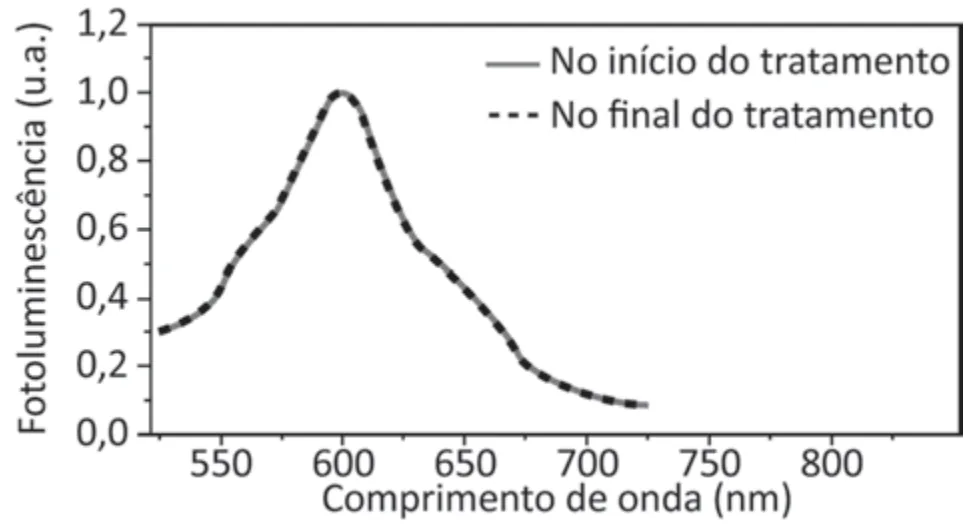 Fotoluminescência (u.a.)
1,2
1,0
0,8
0,6
0,4
0,2
0,0
No início do tratamento
No final do tratamento
550 600 650 700 750 800
Comprimento de onda (nm)